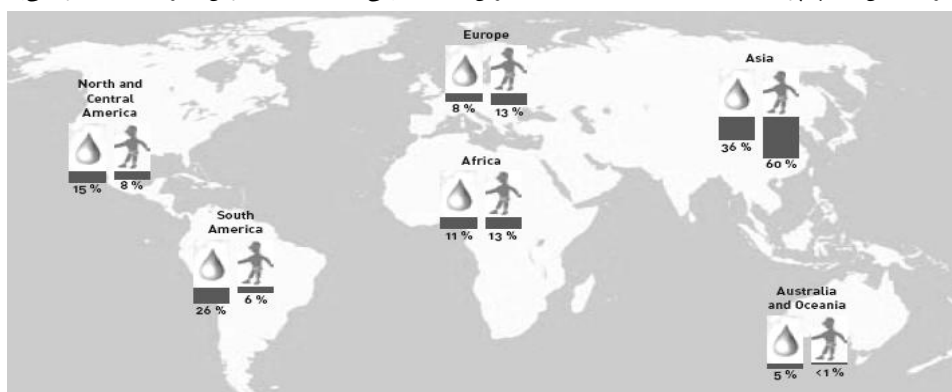 Europe
8 %
13 %
Asia
36 %
60 %
North and
Central
America
15 %
8 %
Africa
11 %
13 %
South
America
26 %
6 %
Australia
and Oceania
5 %
<1 %